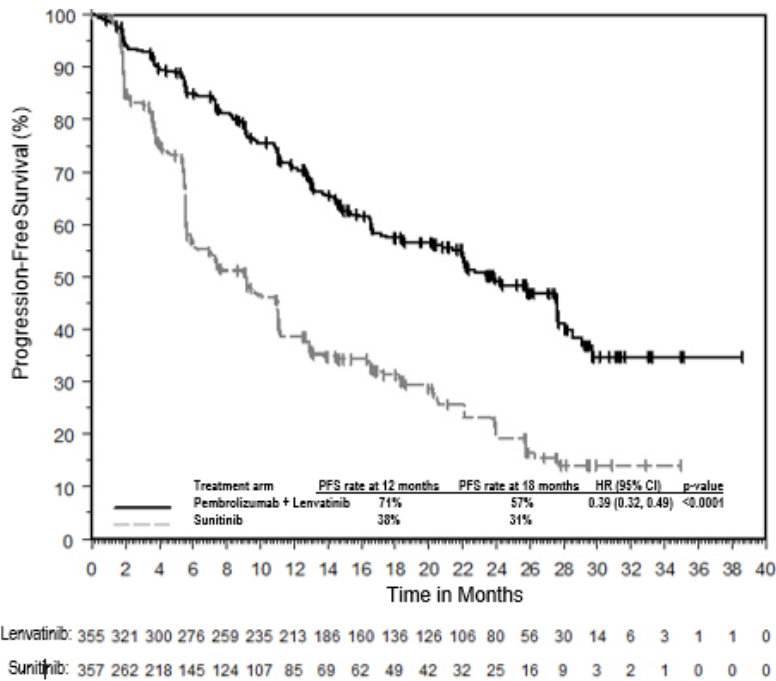 100
90
80
70
60
50
40
30
20
10
0
Progression-Free Survival (%)
Treatment arm PFS rate at 12 months PFS rate at 18 months HR (95% CI) p-value
Pembrolizumab + Lenvatinib 71% 57% 0.39 (0.32, 0.49) <0.0001
Sunitinib 38% 31%
0 2 4 6 8 10 12 14 16 18 20 22 24 26 28 30 32 34 36 38 40
Time in Months
Lenvatinib: 355 321 300 276 259 235 213 186 160 136 126 106 80 56 30 14 6 3 1 1 0
Sunitinib: 357 262 218 145 124 107 85 69 62 49 42 32 25 16 9 3 2 1 0 0 0